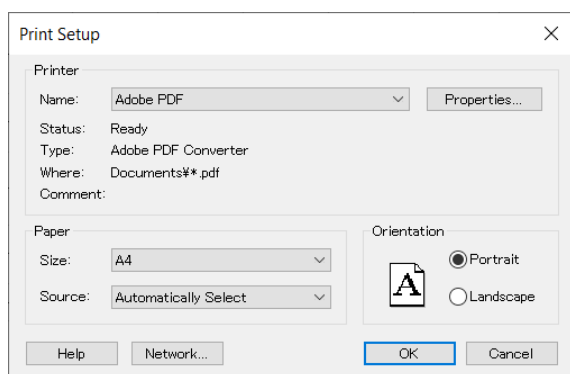 Print Setup
Printer
Name: Adobe PDF Properties...
Status: Ready
Type: Adobe PDF Converter
Where: Documents¥*.pdf
Comment:
Paper
Size: A4
Source: Automatically Select
Orientation
A
Portrait
Landscape
Help Network... OK Cancel